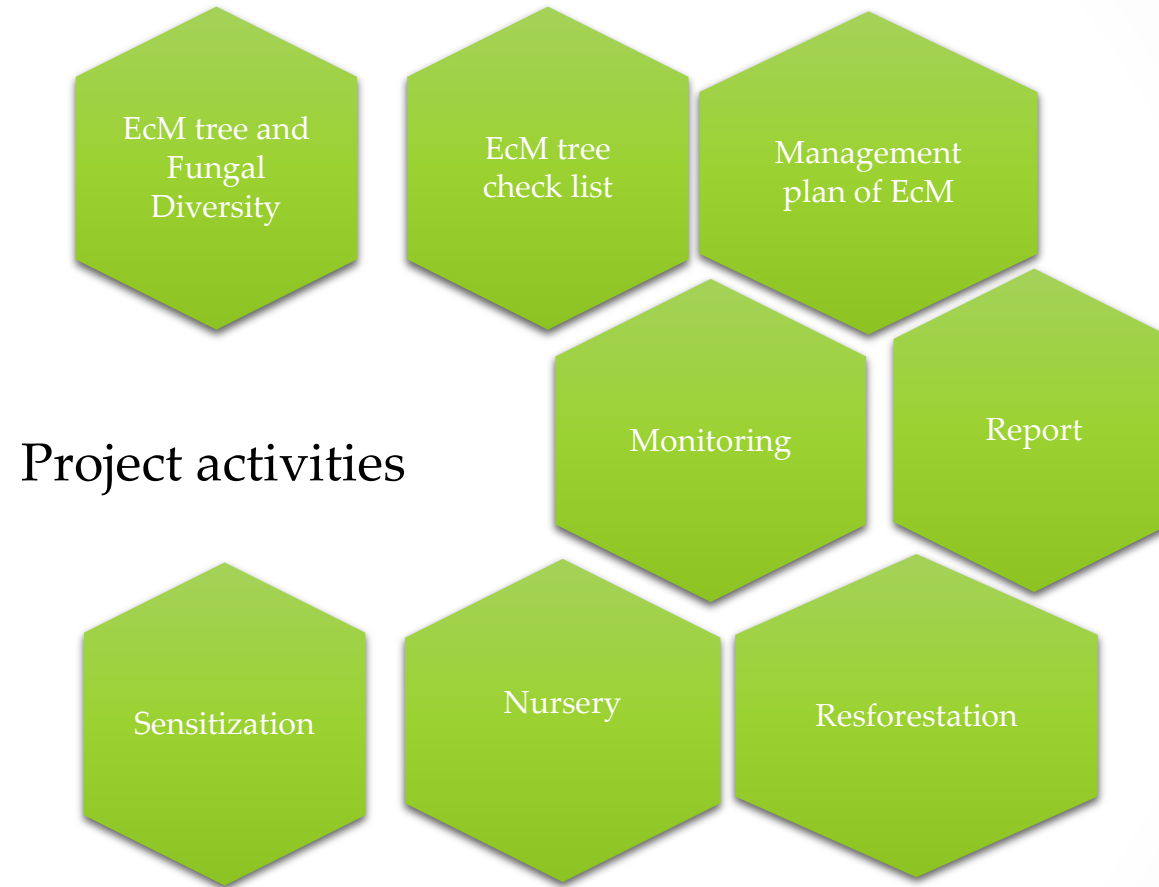 EcM tree and
Fungal
Diversity
EcM tree
check list
Management
plan of EcM
Monitoring
Report
Project activities
Sensitization
Nursery
Resforestation